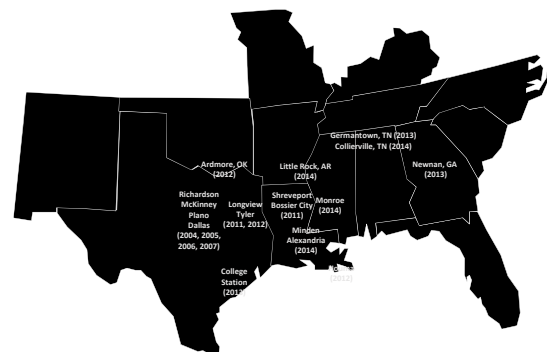 Germantown, TN (2013)
Collierville, TN (2014)
Ardmore, OK
(2012)
Little Rock, AR
(2014)
Newnan, GA
(2013)
Richardson
McKinney
Plano
Dallas
(2004, 2005,
2006, 2007)
Longview
Tyler
(2011, 2012)
Shreveport
Bossier City
(2011)
Monroe
(2014)
Minden
Alexandria
(2014)
College
Station
(2012)